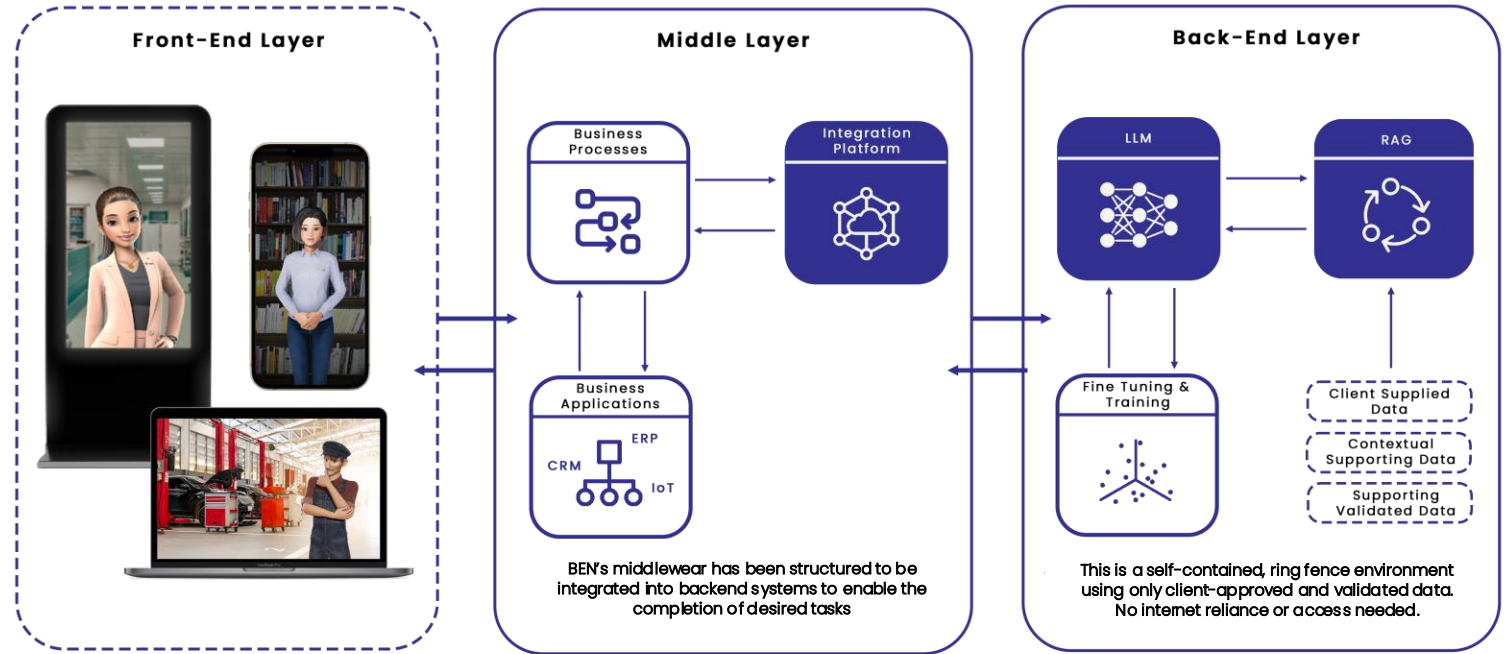 Front-End Layer
Middle Layer
Business
Processes
Integration
Platform
Business
Applications
ERP
CRM
IoT
BEN's middlewear has been structured to be
integrated into backend systems to enable the
completion of desired tasks
Back-End Layer
LLM
RAG
Fine Tuning &
Training
Client Supplied
Data
Contextual
Supporting Data
Supporting
Validated Data
This is a self-contained, ring fence environment
using only client-approved and validated data.
No internet reliance or access needed.